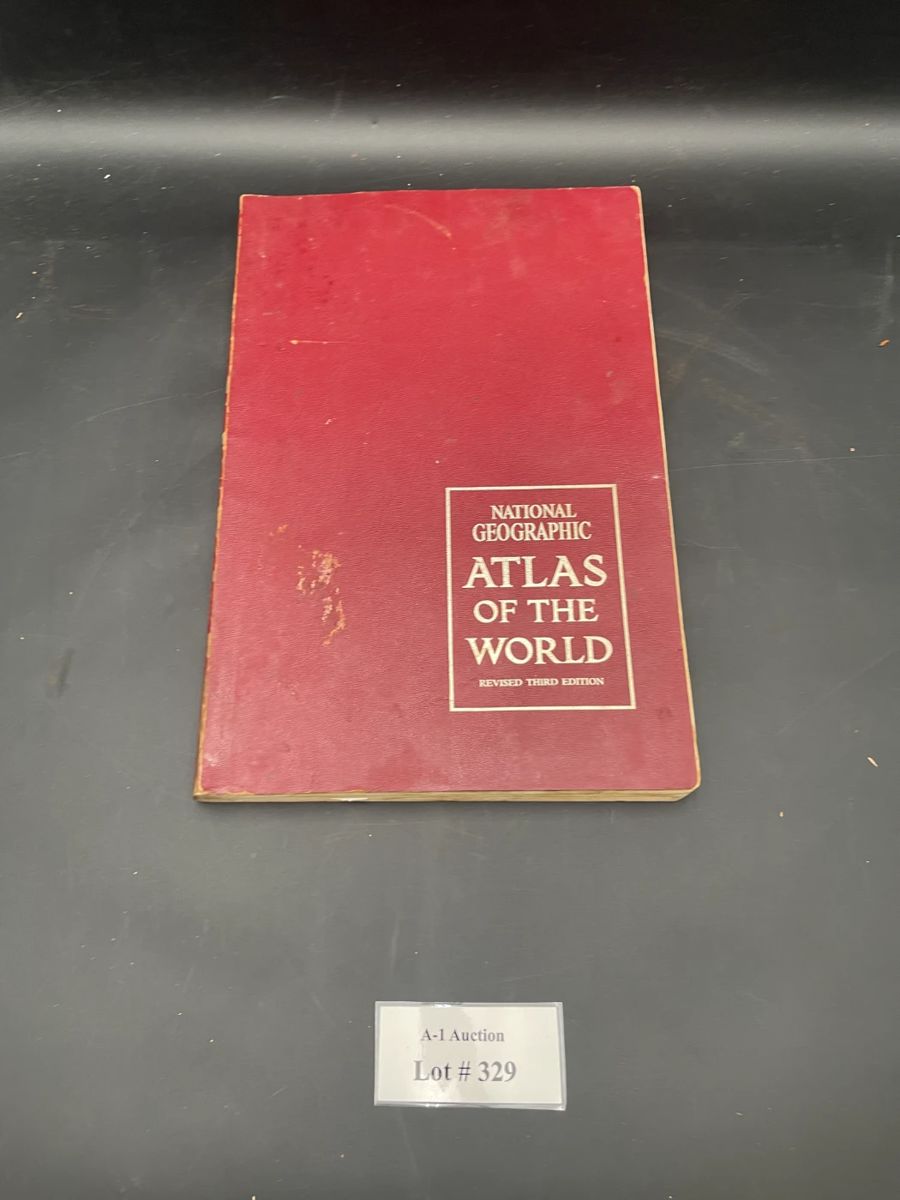 NATIONAL
GEOGRAPHIC
ATLAS
OF THE
WORLD
REVISED THIRD EDITION
A-1 Auction
Lot # 329